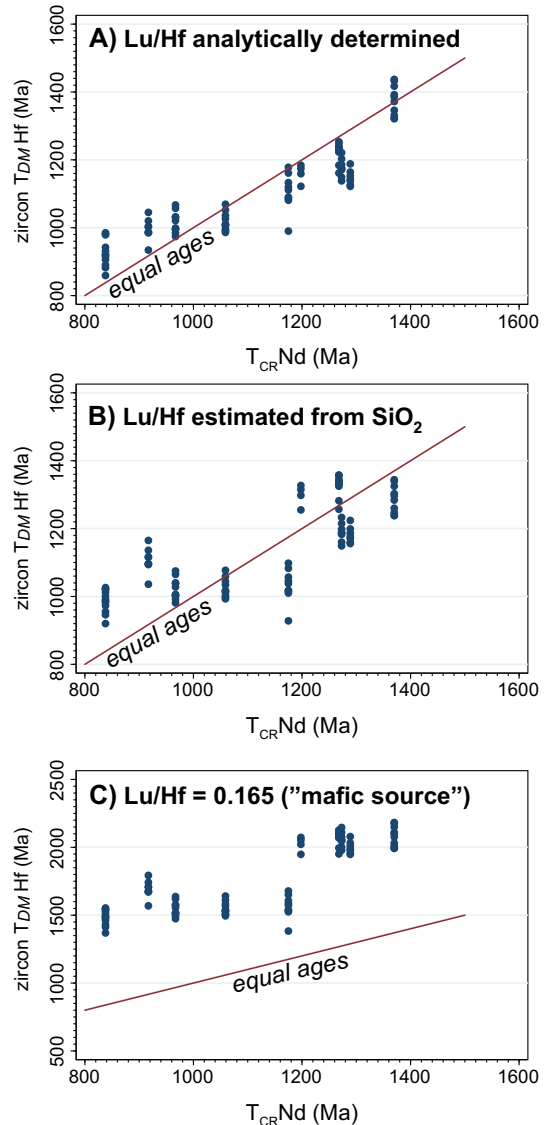 A) Lu/Hf analytically determined
zircon TDM Hf (Ma)
1600
1400
1200
1000
800
equal ages
800
1000
1200
1400
1600
TCRNd (Ma)
B) Lu/Hf estimated from SiO2
zircon TDM Hf (Ma)
1600
1400
1200
1000
800
equal ages
800
1000
1200
1400
1600
TCRNd (Ma)
C) Lu/Hf = 0.165 (”mafic source”)
zircon TDM Hf (Ma)
2500
2000
1500
1000
500
equal ages
800
1000
1200
1400
1600
TCRNd (Ma)